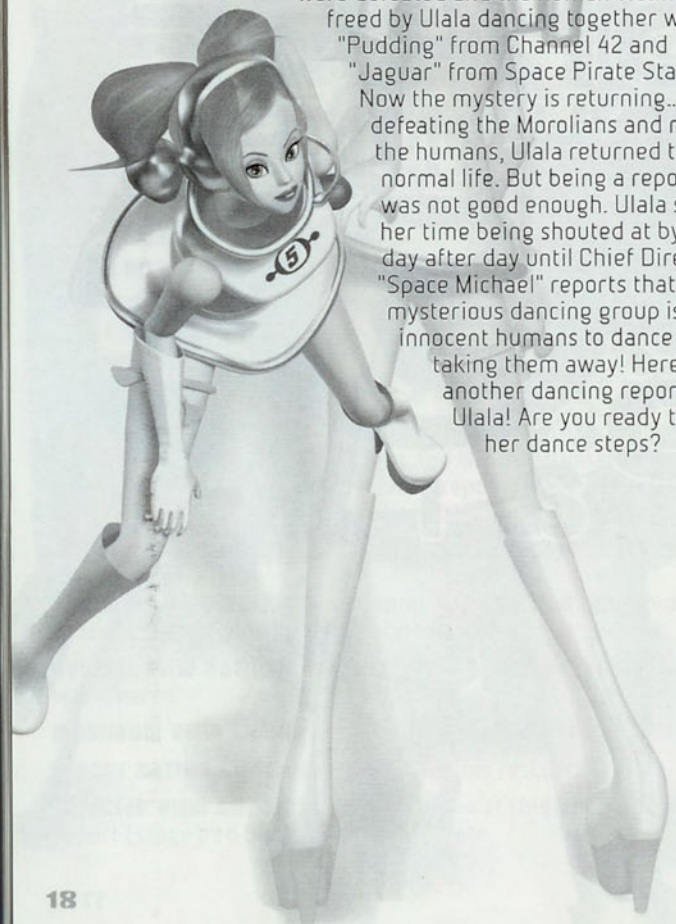 freed by Ulala dancing together w
"Pudding" from Channel 42 and
"Jaguar" from Space Pirate Sta
Now the mystery is returning..
defeating the Morolians and r
the humans, Ulala returned t
normal life. But being a repo
was not good enough. Ulala s
her time being shouted at by
day after day until Chief Dire
"Space Michael" reports that
mysterious dancing group is
innocent humans to dance
taking them away! Here
another dancing repor
Ulala! Are you ready t
her dance steps?
5
18